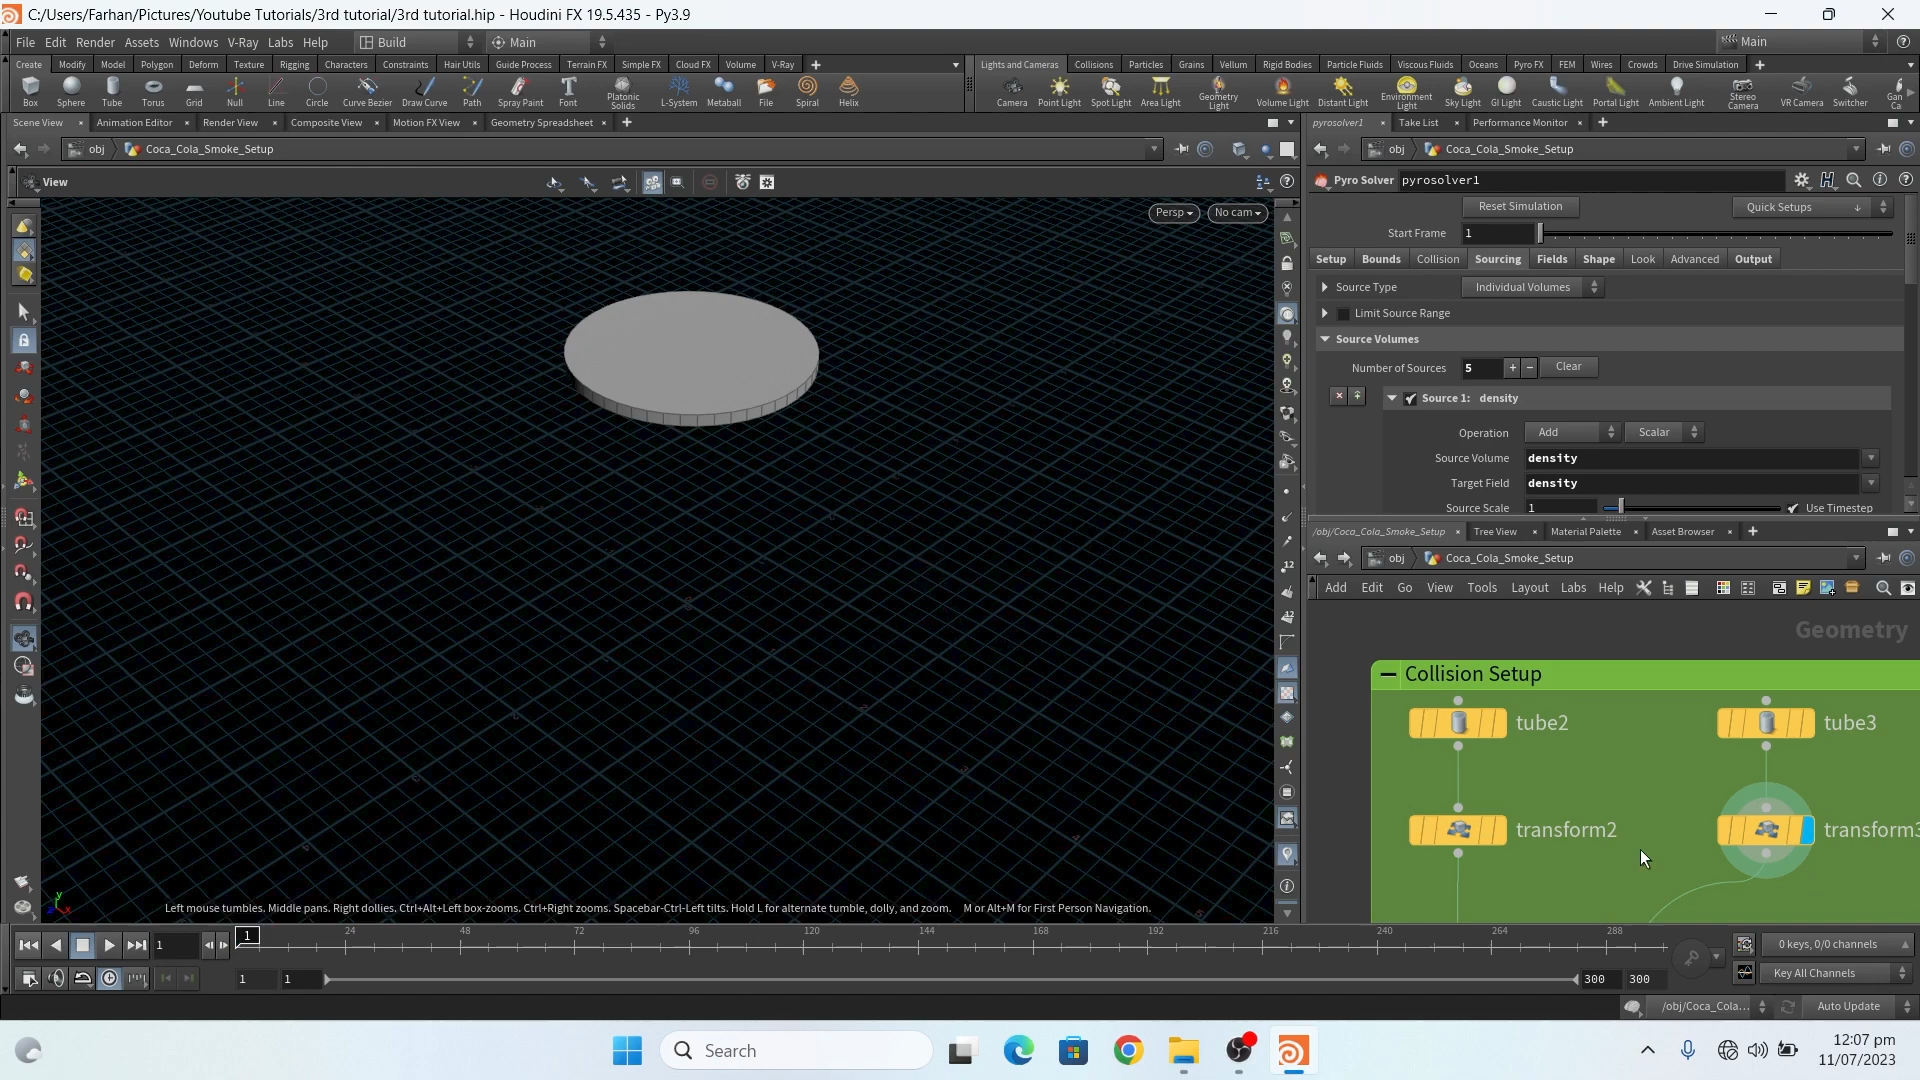 C:/Users/Farhan/Pictures/Youtube Tutorials/3rd tutorial/3rd tutorial.hip - Houdini FX 19.5.435 - Py3.9
File Edit Render Assets Windows V-Ray Labs Help Build Main Main
Create Modify Model Polygon Deform Texture Rigging Characters Constraints Hair Utils Guide Process Terrain FX Simple FX Cloud FX Volume V-Ray
Lights and Cameras Collisions Particles Grains Vellum Rigid Bodies Particle Fluids Viscous Fluids Oceans Pyro FX FEM Wires Crowds Drive Simulation
Box Sphere Tube Torus Grid Null Line Circle Curve Bezier Draw Curve Path Spray Paint Font Platonic Solids L-System Metaball File Spiral Helix
Camera Point Light Spot Light Area Light Geometry Light Volume Light Distant Light Environment Light Sky Light GI Light Caustic Light Portal Light Ambient Light Stereo Camera VR Camera Switcher Gan Ca
Scene View Animation Editor Render View Composite View Motion FX View Geometry Spreadsheet
pyrosolver1 Take List Performance Monitor
obj Coca_Cola_Smoke_Setup
obj Coca_Cola_Smoke_Setup
View
Pyro Solver pyrosolver1
Persp No cam
Reset Simulation Quick Setups
Start Frame 1
Setup Bounds Collision Sourcing Fields Shape Look Advanced Output
Source Type Individual Volumes
Limit Source Range
Source Volumes
Number of Sources 5 + - Clear
Source 1: density
Operation Add Scalar
Source Volume density
Target Field density
Source Scale 1 Use Timestep
/obj/Coca_Cola_Smoke_Setup Tree View Material Palette Asset Browser
obj Coca_Cola_Smoke_Setup
Add Edit Go View Tools Layout Labs Help
Geometry
Collision Setup
tube2 tube3
transform2 transform3
Left mouse tumbles. Middle pans. Right dollies. Ctrl+Alt+Left box-zooms. Ctrl+Right zooms. Spacebar-Ctrl-Left tilts. Hold L for alternate tumble, dolly, and zoom. M or Alt+M for First Person Navigation.
1 1 24 48 72 96 120 144 168 192 216 240 264 288
0 keys, 0/0 channels
1 1 300 300
Key All Channels
/obj/Coca_Cola... Auto Update
Search
12:07 pm
11/07/2023